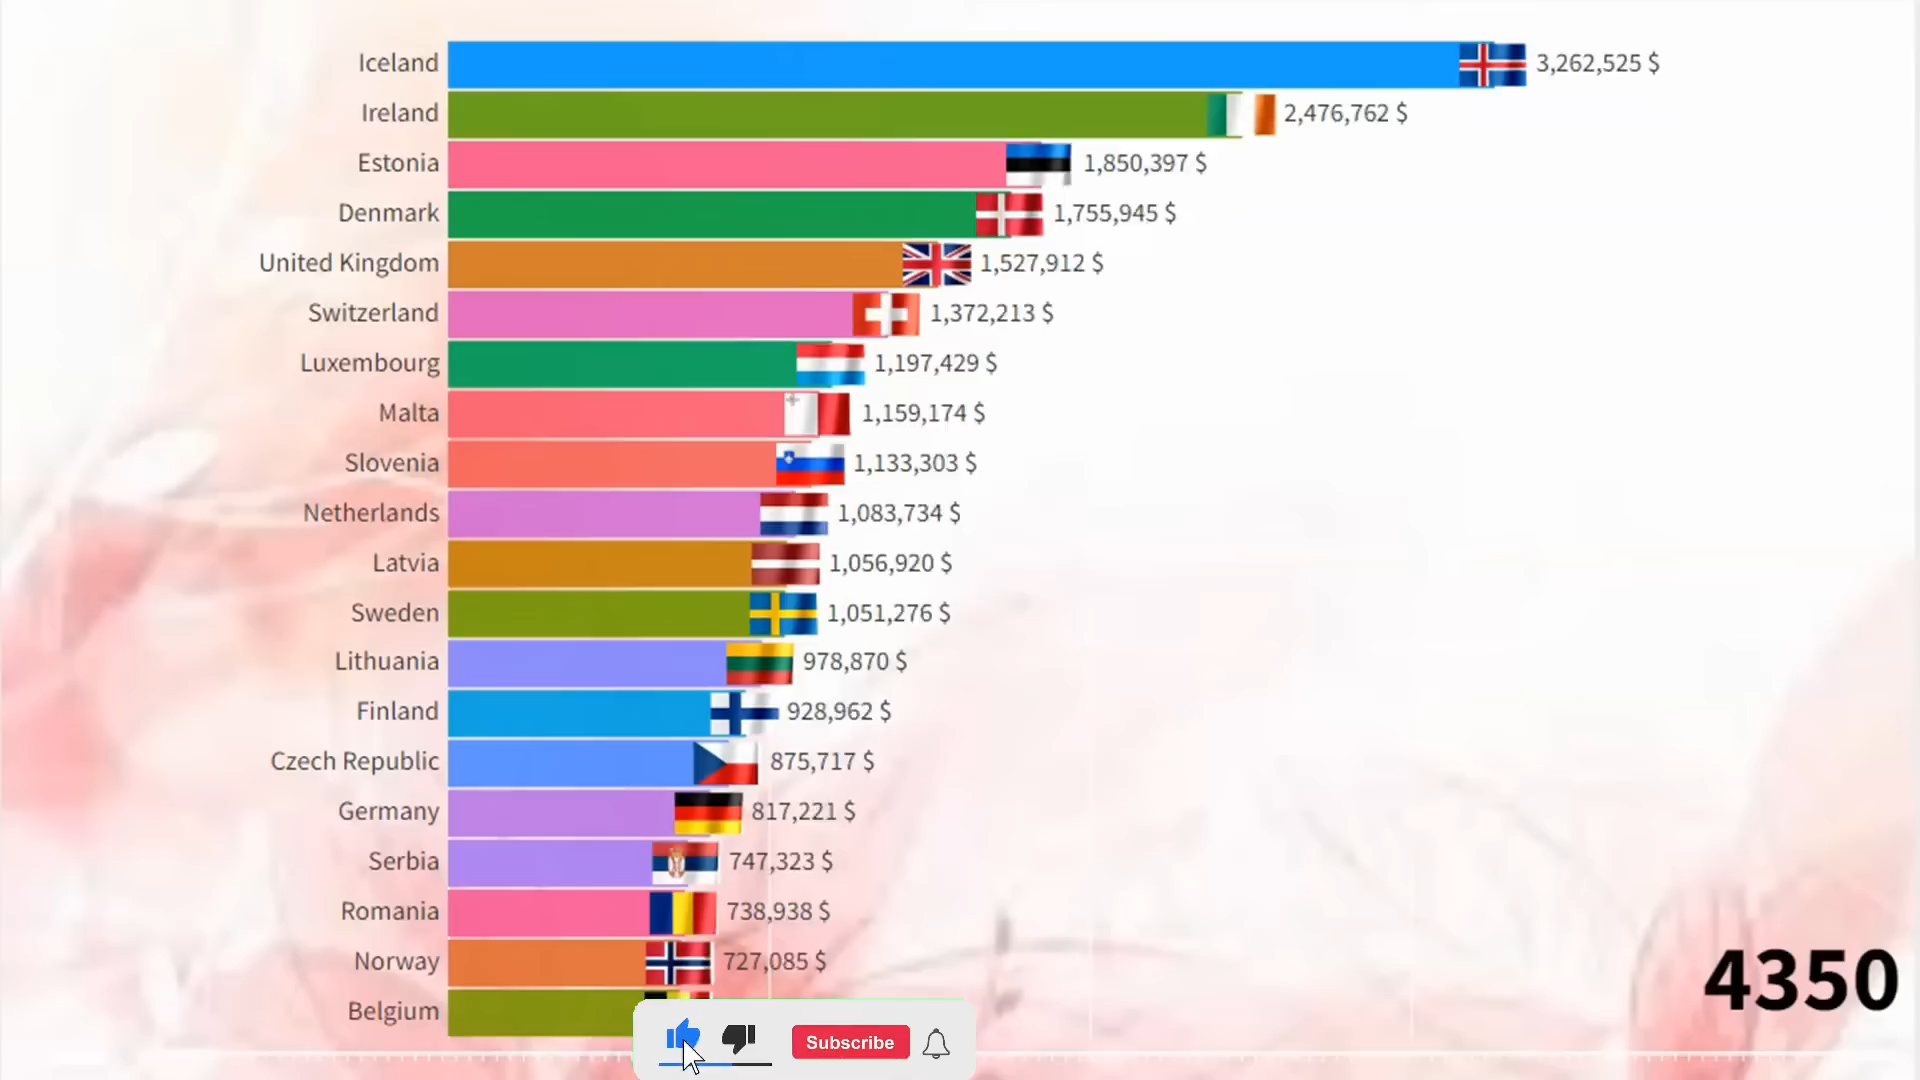 Iceland 3,262,525 $
Ireland 2,476,762 $
Estonia 1,850,397 $
Denmark 1,755,945 $
United Kingdom 1,527,912 $
Switzerland 1,372,213 $
Luxembourg 1,197,429 $
Malta 1,159,174 $
Slovenia 1,133,303 $
Netherlands 1,083,734 $
Latvia 1,056,920 $
Sweden 1,051,276 $
Lithuania 978,870 $
Finland 928,962 $
Czech Republic 875,717 $
Germany 817,221 $
Serbia 747,323 $
Romania 738,938 $
Norway 727,085 $
4350
Belgium
Subscribe